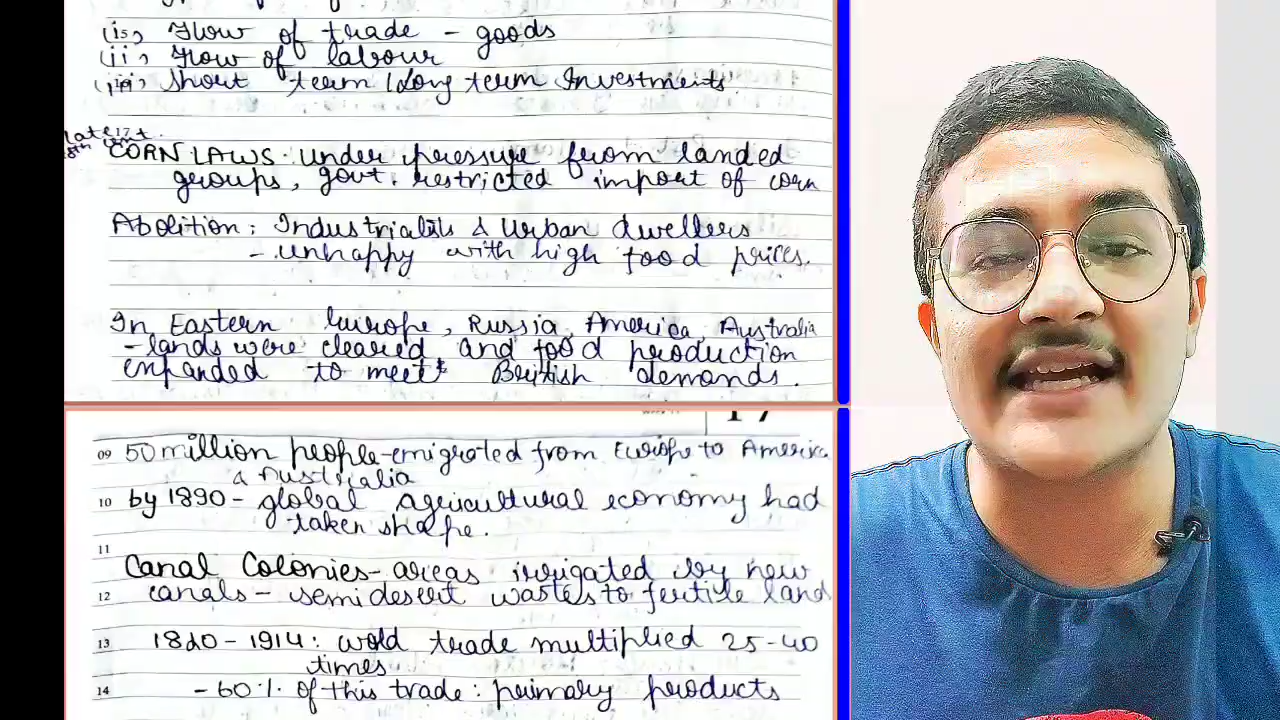 (i) Flow of trade - goods
(ii) Flow of labour
(iii) Short term / Long term Investments
late
CORN LAWS. Under pressure from landed
groups, govt. restricted import of corn
Abolition: Industrialists & Urban dwellers
- unhappy with high food prices.
In Eastern Europe, Russia, America, Australia
- lands were cleared and food production
expanded to meet British demands.
17
09 50 million people - emigrated from Europe to America
& Australia
10 by 1890 - global agricultural economy had
taken shape.
11
Canal Colonies - areas irrigated by new
12 canals - semidesert wastes to fertile land
13 1820 - 1914: world trade multiplied 25-40
times
14 - 60% of this trade: primary products